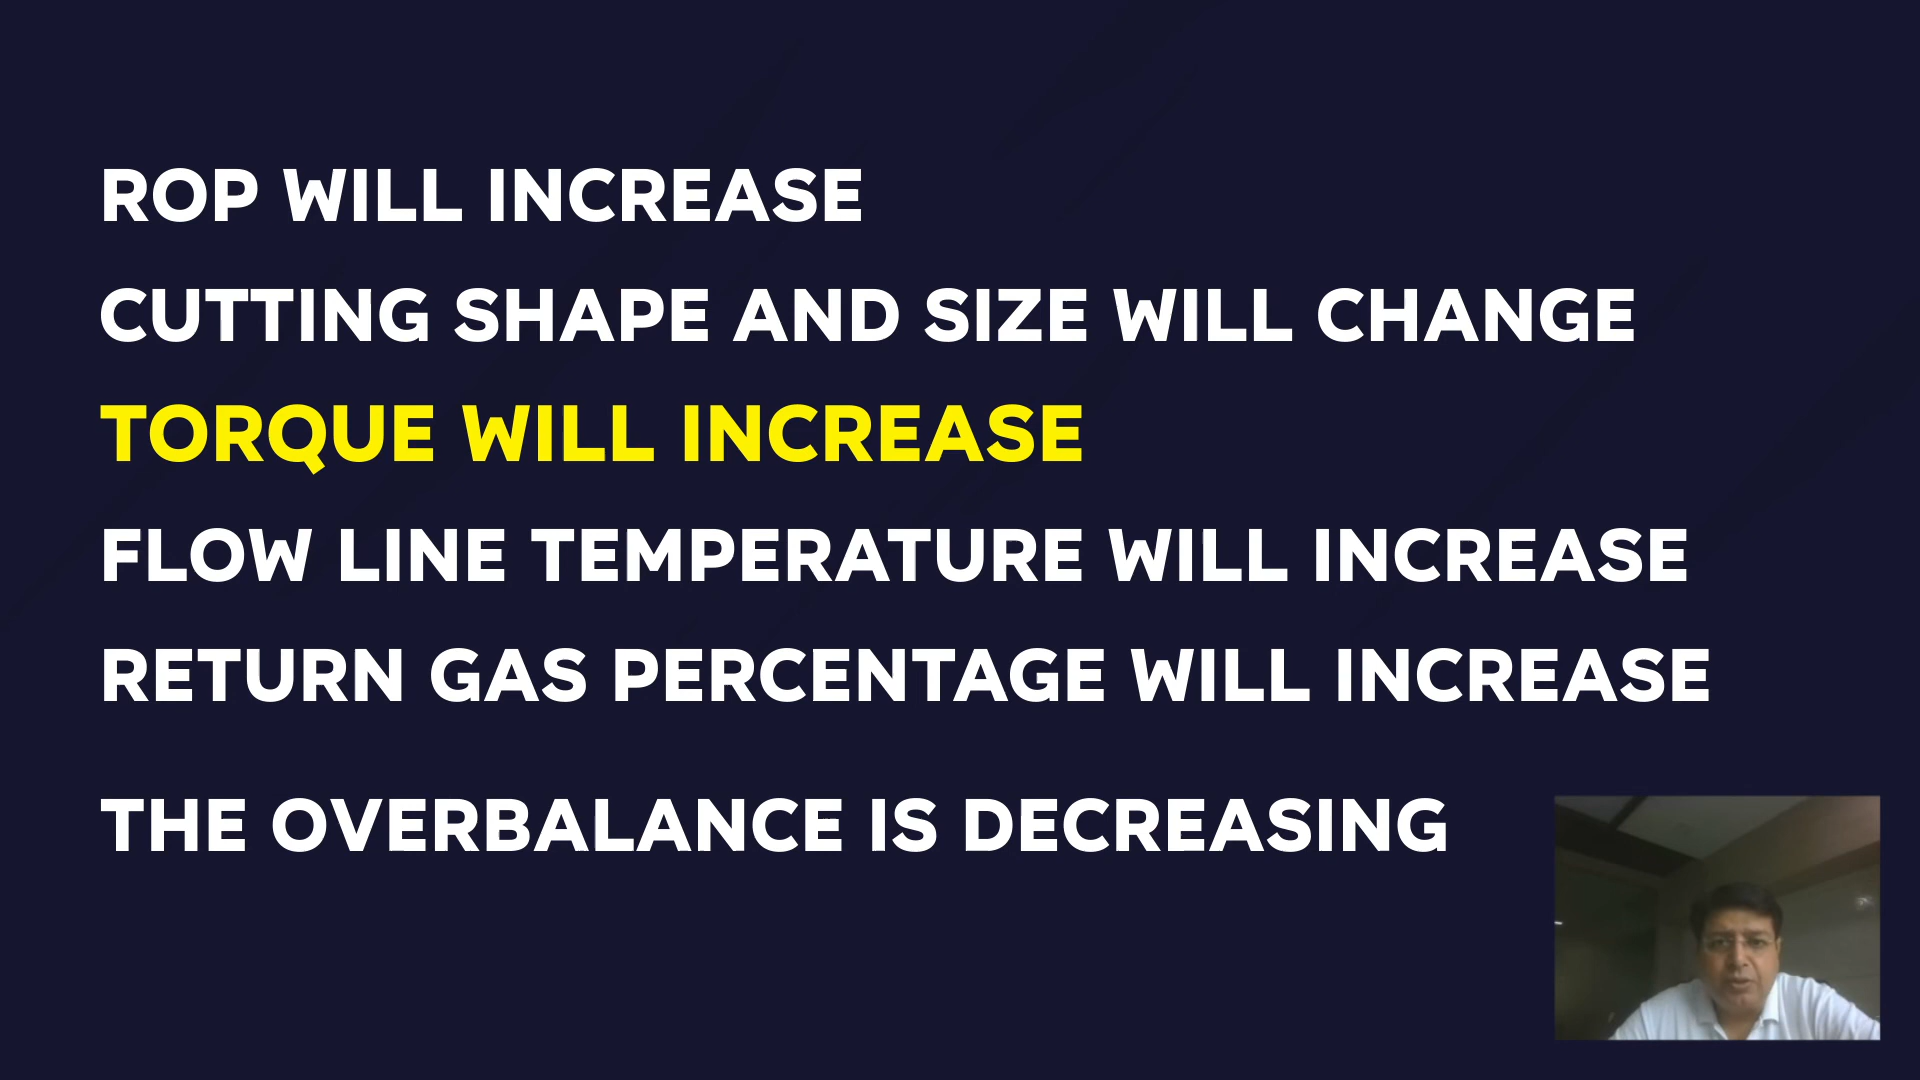 ROP WILL INCREASE
CUTTING SHAPE AND SIZE WILL CHANGE
TORQUE WILL INCREASE
FLOW LINE TEMPERATURE WILL INCREASE
RETURN GAS PERCENTAGE WILL INCREASE
THE OVERBALANCE IS DECREASING